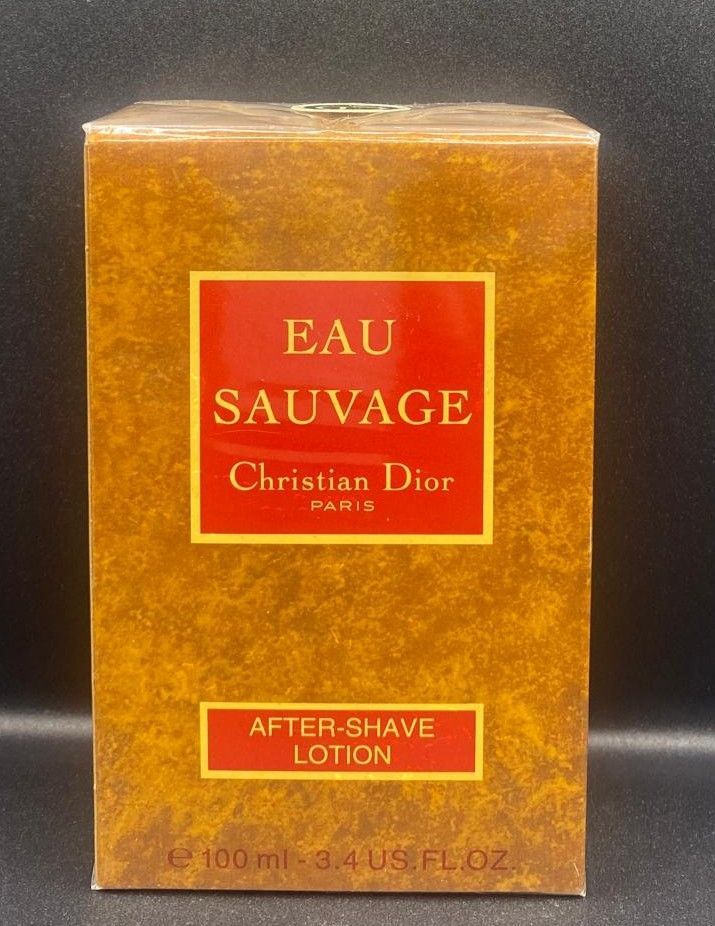 EAU
SAUVAGE
Christian Dior
PARIS
AFTER-SHAVE
LOTION
℮ 100 ml - 3.4 US.FL.OZ.